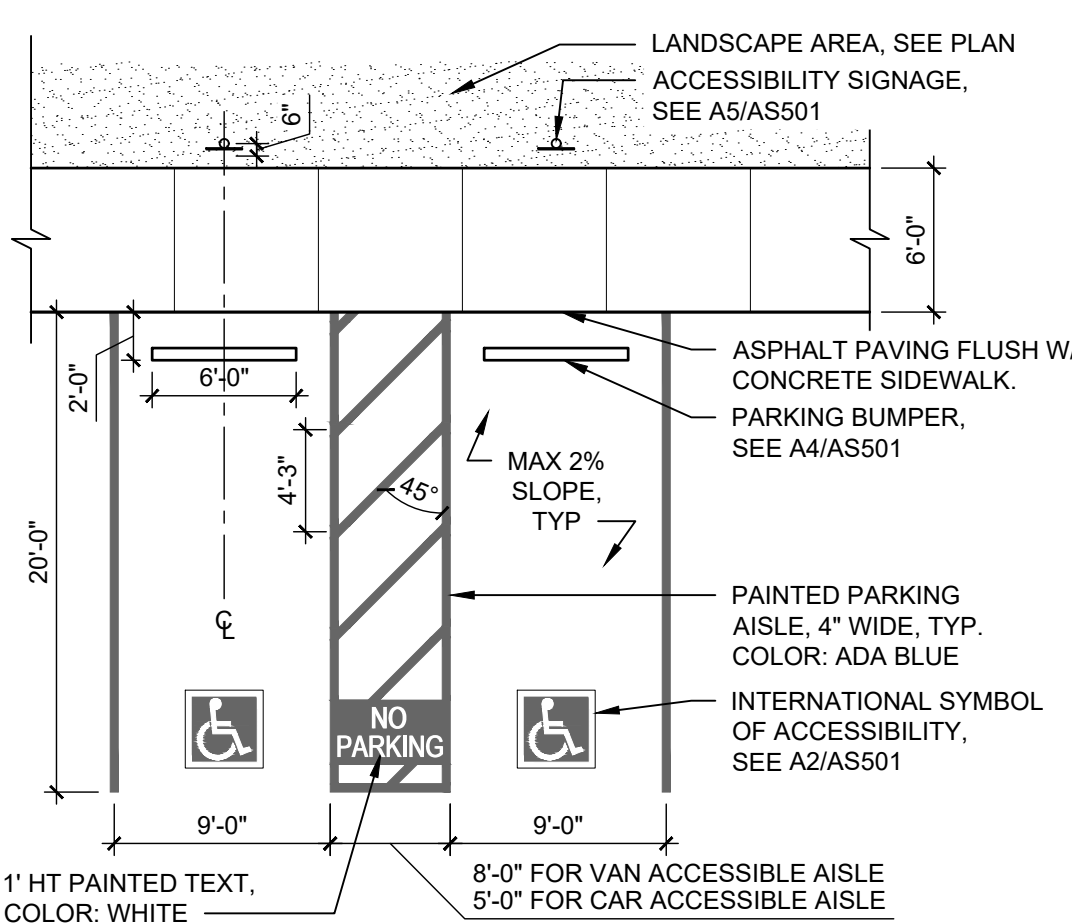 LANDSCAPE AREA, SEE PLAN
ACCESSIBILITY SIGNAGE,
SEE A5/AS501
6"
6'-0"
2'-0"
6'-0"
ASPHALT PAVING FLUSH W/
CONCRETE SIDEWALK.
PARKING BUMPER,
SEE A4/AS501
4'-3"
45°
MAX 2%
SLOPE,
TYP
20'-0"
℄
PAINTED PARKING
AISLE, 4" WIDE, TYP.
COLOR: ADA BLUE
INTERNATIONAL SYMBOL
OF ACCESSIBILITY,
SEE A2/AS501
NO
PARKING
9'-0"
9'-0"
1' HT PAINTED TEXT,
COLOR: WHITE
8'-0" FOR VAN ACCESSIBLE AISLE
5'-0" FOR CAR ACCESSIBLE AISLE